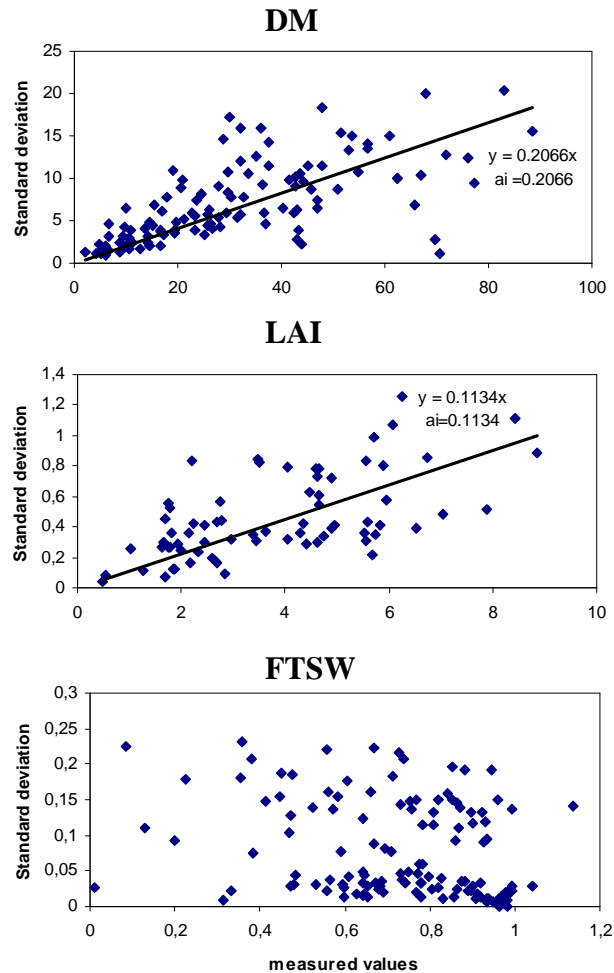 DM
Standard deviation
25
20
15
10
5
0
0 20 40 60 80 100
y = 0.2066x
ai =0.2066
LAI
Standard deviation
1,4
1,2
1
0,8
0,6
0,4
0,2
0
0 2 4 6 8 10
y = 0.1134x
ai=0.1134
FTSW
Standard deviation
0,3
0,25
0,2
0,15
0,1
0,05
0
0 0,2 0,4 0,6 0,8 1 1,2
measured values